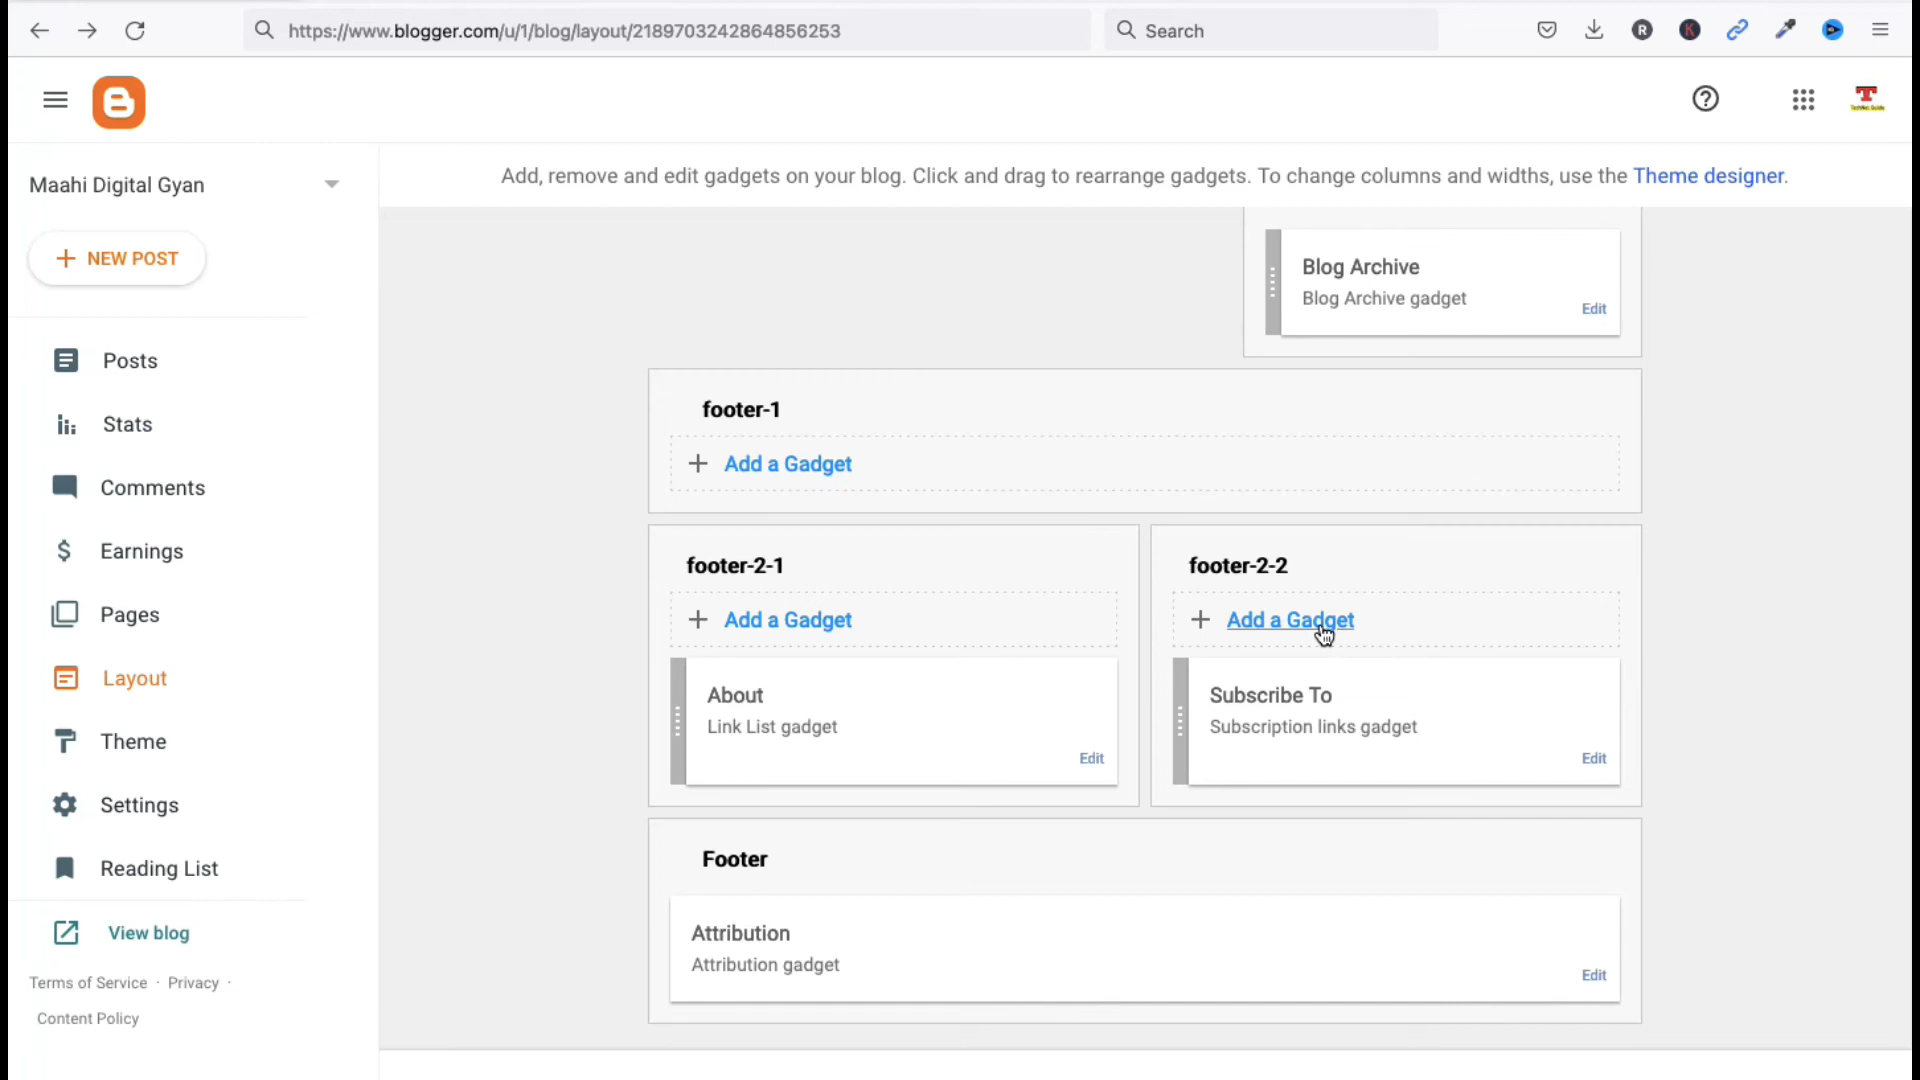 https://www.blogger.com/u/1/blog/layout/2189703242864856253
Search
R
K
T
Maahi Digital Gyan
Add, remove and edit gadgets on your blog. Click and drag to rearrange gadgets. To change columns and widths, use the Theme designer.
NEW POST
Posts
Stats
Comments
Earnings
Pages
Layout
Theme
Settings
Reading List
View blog
Terms of Service · Privacy ·
Content Policy
Blog Archive
Blog Archive gadget
Edit
footer-1
Add a Gadget
footer-2-1
Add a Gadget
About
Link List gadget
Edit
footer-2-2
Add a Gadget
Subscribe To
Subscription links gadget
Edit
Footer
Attribution
Attribution gadget
Edit